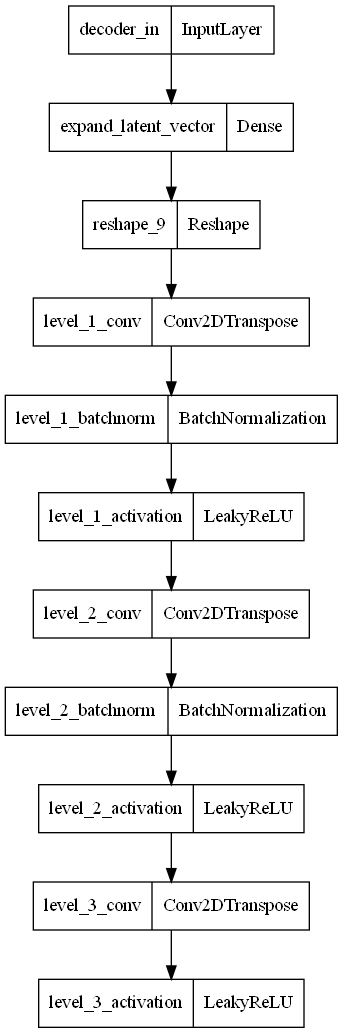 decoder_in InputLayer
expand_latent_vector Dense
reshape_9 Reshape
level_1_conv Conv2DTranspose
level_1_batchnorm BatchNormalization
level_1_activation LeakyReLU
level_2_conv Conv2DTranspose
level_2_batchnorm BatchNormalization
level_2_activation LeakyReLU
level_3_conv Conv2DTranspose
level_3_activation LeakyReLU